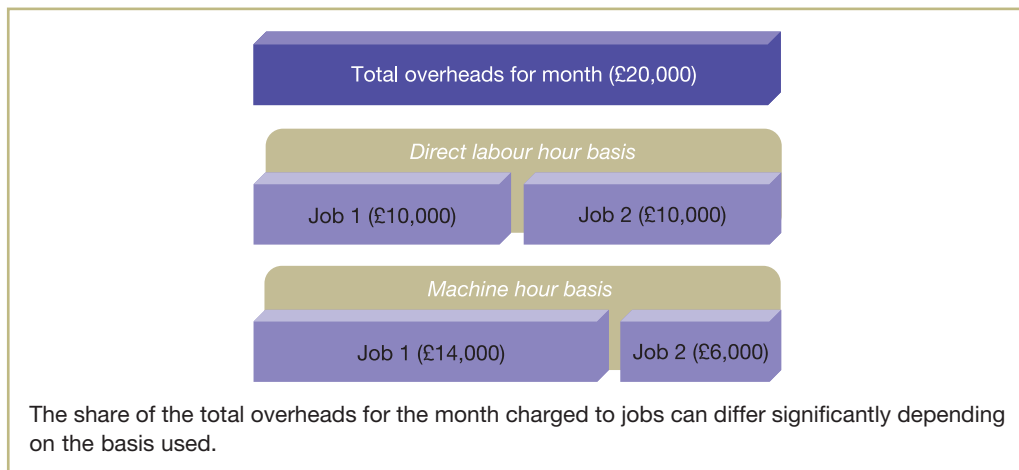 Total overheads for month (£20,000)
Direct labour hour basis
Job 1 (£10,000)
Job 2 (£10,000)
Machine hour basis
Job 1 (£14,000)
Job 2 (£6,000)
The share of the total overheads for the month charged to jobs can differ significantly depending
on the basis used.